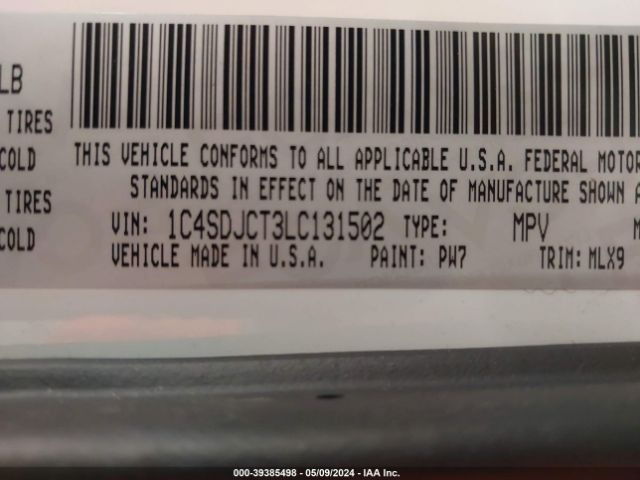 LB
TIRES
COLD
TIRES
COLD
THIS VEHICLE CONFORMS TO ALL APPLICABLE U.S.A. FEDERAL MOTOR
STANDARDS IN EFFECT ON THE DATE OF MANUFACTURE SHOWN A
VIN: 1C4SDJCT3LC131502 TYPE: MPV M
VEHICLE MADE IN U.S.A. PAINT: PW7 TRIM: MLX9
000-39385498 - 05/09/2024 - IAA Inc.